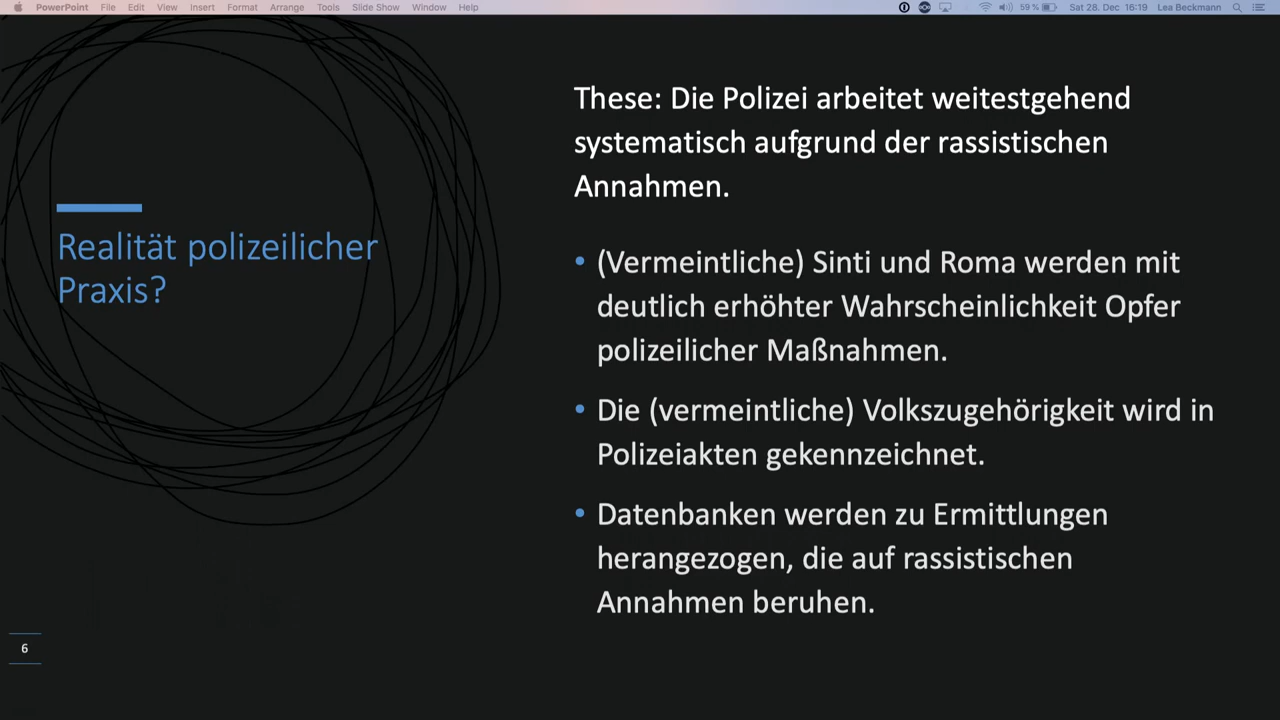 PowerPoint File Edit View Insert Format Arrange Tools Slide Show Window Help 59 % Sat 28. Dec 16:19 Lea Beckmann
Realität polizeilicher
Praxis?
These: Die Polizei arbeitet weitestgehend
systematisch aufgrund der rassistischen
Annahmen.
• (Vermeintliche) Sinti und Roma werden mit
deutlich erhöhter Wahrscheinlichkeit Opfer
polizeilicher Maßnahmen.
• Die (vermeintliche) Volkszugehörigkeit wird in
Polizeiakten gekennzeichnet.
• Datenbanken werden zu Ermittlungen
herangezogen, die auf rassistischen
Annahmen beruhen.
6